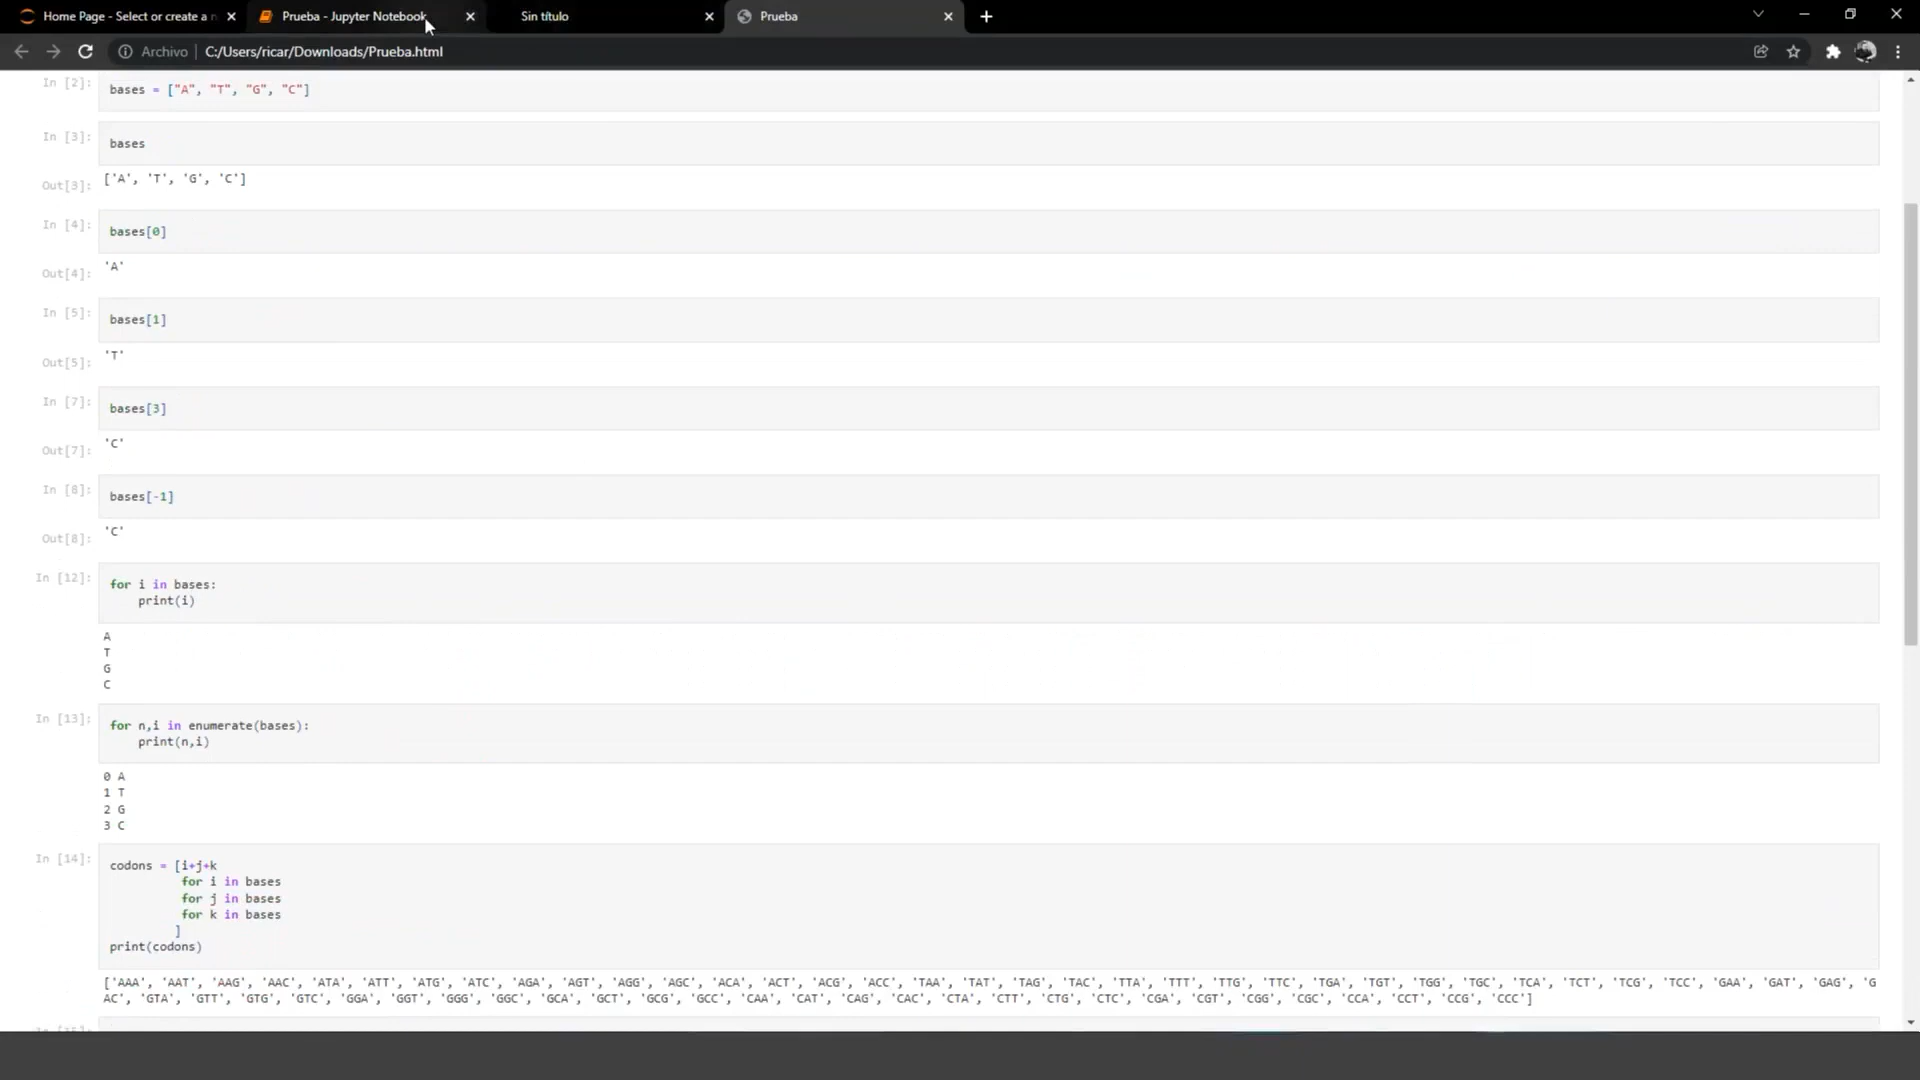 Home Page - Select or create a n
Prueba - Jupyter Notebook
Sin título
Prueba
Archivo
C:/Users/ricar/Downloads/Prueba.html
In [2]:
bases = ["A", "T", "G", "C"]
In [3]:
bases
Out[3]:
['A', 'T', 'G', 'C']
In [4]:
bases[0]
Out[4]:
'A'
In [5]:
bases[1]
Out[5]:
'T'
In [7]:
bases[3]
Out[7]:
'C'
In [8]:
bases[-1]
Out[8]:
'C'
In [12]:
for i in bases:
    print(i)
A
T
G
C
In [13]:
for n,i in enumerate(bases):
    print(n,i)
0 A
1 T
2 G
3 C
In [14]:
codons = [i+j+k
          for i in bases
          for j in bases
          for k in bases
         ]
print(codons)
['AAA', 'AAT', 'AAG', 'AAC', 'ATA', 'ATT', 'ATG', 'ATC', 'AGA', 'AGT', 'AGG', 'AGC', 'ACA', 'ACT', 'ACG', 'ACC', 'TAA', 'TAT', 'TAG', 'TAC', 'TTA', 'TTT', 'TTG', 'TTC', 'TGA', 'TGT', 'TGG', 'TGC', 'TCA', 'TCT', 'TCG', 'TCC', 'GAA', 'GAT', 'GAG', 'G
AC', 'GTA', 'GTT', 'GTG', 'GTC', 'GGA', 'GGT', 'GGG', 'GGC', 'GCA', 'GCT', 'GCG', 'GCC', 'CAA', 'CAT', 'CAG', 'CAC', 'CTA', 'CTT', 'CTG', 'CTC', 'CGA', 'CGT', 'CGG', 'CGC', 'CCA', 'CCT', 'CCG', 'CCC']